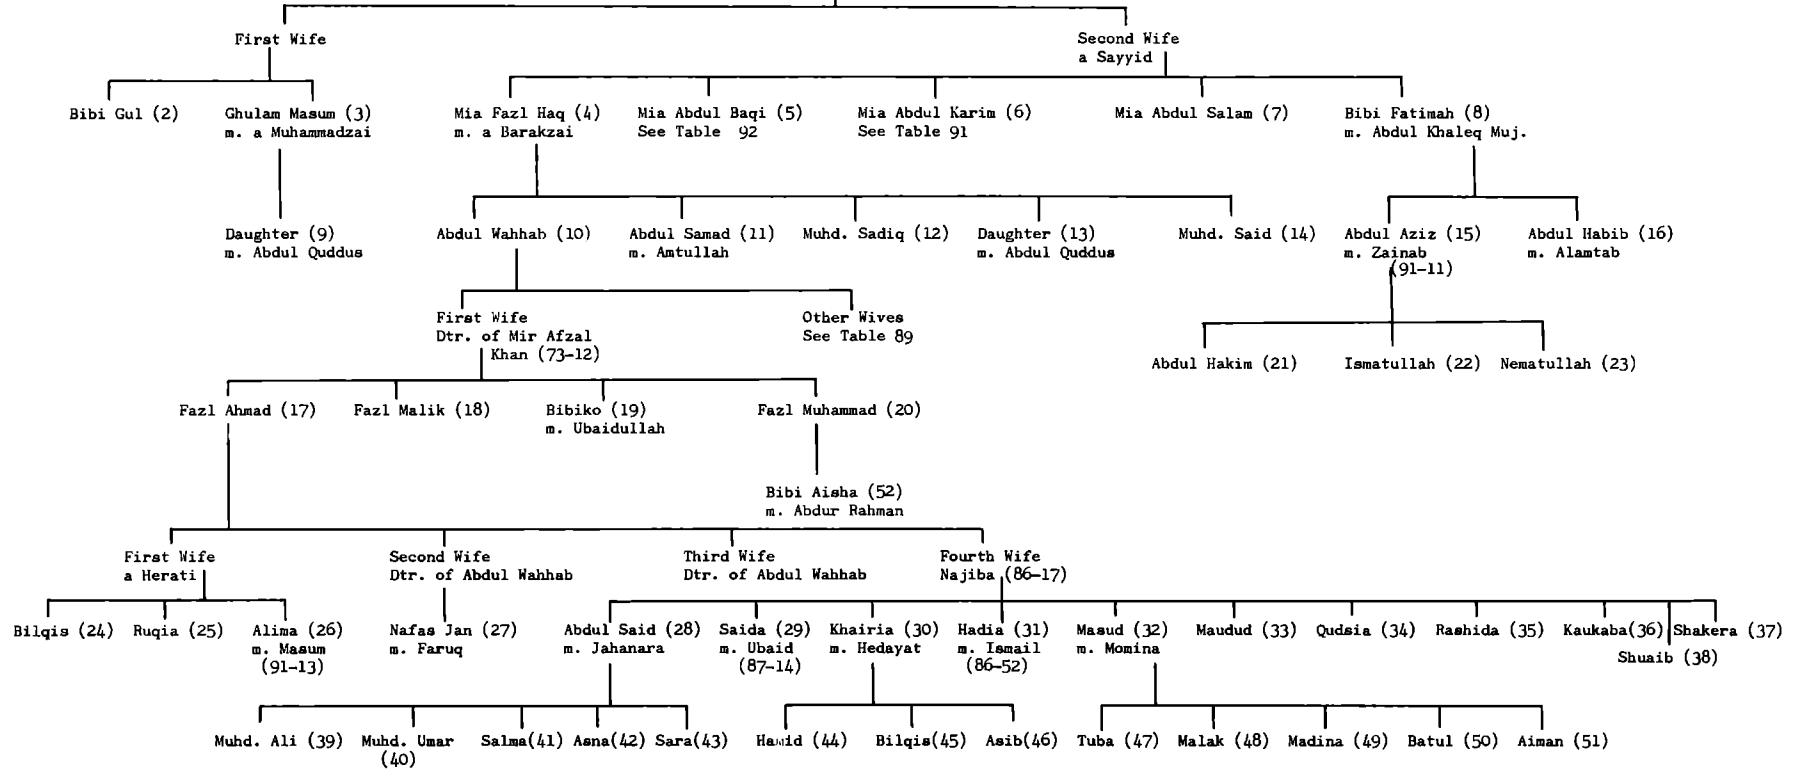 First Wife
Second Wife
a Sayyid
Bibi Gul (2)
Ghulam Masum (3)
m. a Muhammadzai
Mia Fazl Haq (4)
m. a Barakzai
Mia Abdul Baqi (5)
See Table 92
Mia Abdul Karim (6)
See Table 91
Mia Abdul Salam (7)
Bibi Fatimah (8)
m. Abdul Khaleq Muj.
Daughter (9)
m. Abdul Quddus
Abdul Wahhab (10)
Abdul Samad (11)
m. Amtullah
Muhd. Sadiq (12)
Daughter (13)
m. Abdul Quddus
Muhd. Said (14)
Abdul Aziz (15)
m. Zainab
(91-11)
Abdul Habib (16)
m. Alamtab
First Wife
Dtr. of Mir Afzal
Khan (73-12)
Other Wives
See Table 89
Abdul Hakim (21)
Ismatullah (22)
Nematullah (23)
Fazl Ahmad (17)
Fazl Malik (18)
Bibiko (19)
m. Ubaidullah
Fazl Muhammad (20)
Bibi Aisha (52)
m. Abdur Rahman
First Wife
a Herati
Second Wife
Dtr. of Abdul Wahhab
Third Wife
Dtr. of Abdul Wahhab
Fourth Wife
Najiba (86-17)
Bilqis (24)
Ruqia (25)
Alima (26)
m. Masum
(91-13)
Nafas Jan (27)
m. Faruq
Abdul Said (28)
m. Jahanara
Saida (29)
m. Ubaid
(87-14)
Khairia (30)
m. Hedayat
Hadia (31)
m. Ismail
(86-52)
Masud (32)
m. Momina
Maudud (33)
Qudsia (34)
Rashida (35)
Kaukaba(36)
Shakera (37)
Shuaib (38)
Muhd. Ali (39)
Muhd. Umar
(40)
Salma(41)
Asna(42)
Sara(43)
Hamid (44)
Bilqis(45)
Asib(46)
Tuba (47)
Malak (48)
Madina (49)
Batul (50)
Aiman (51)